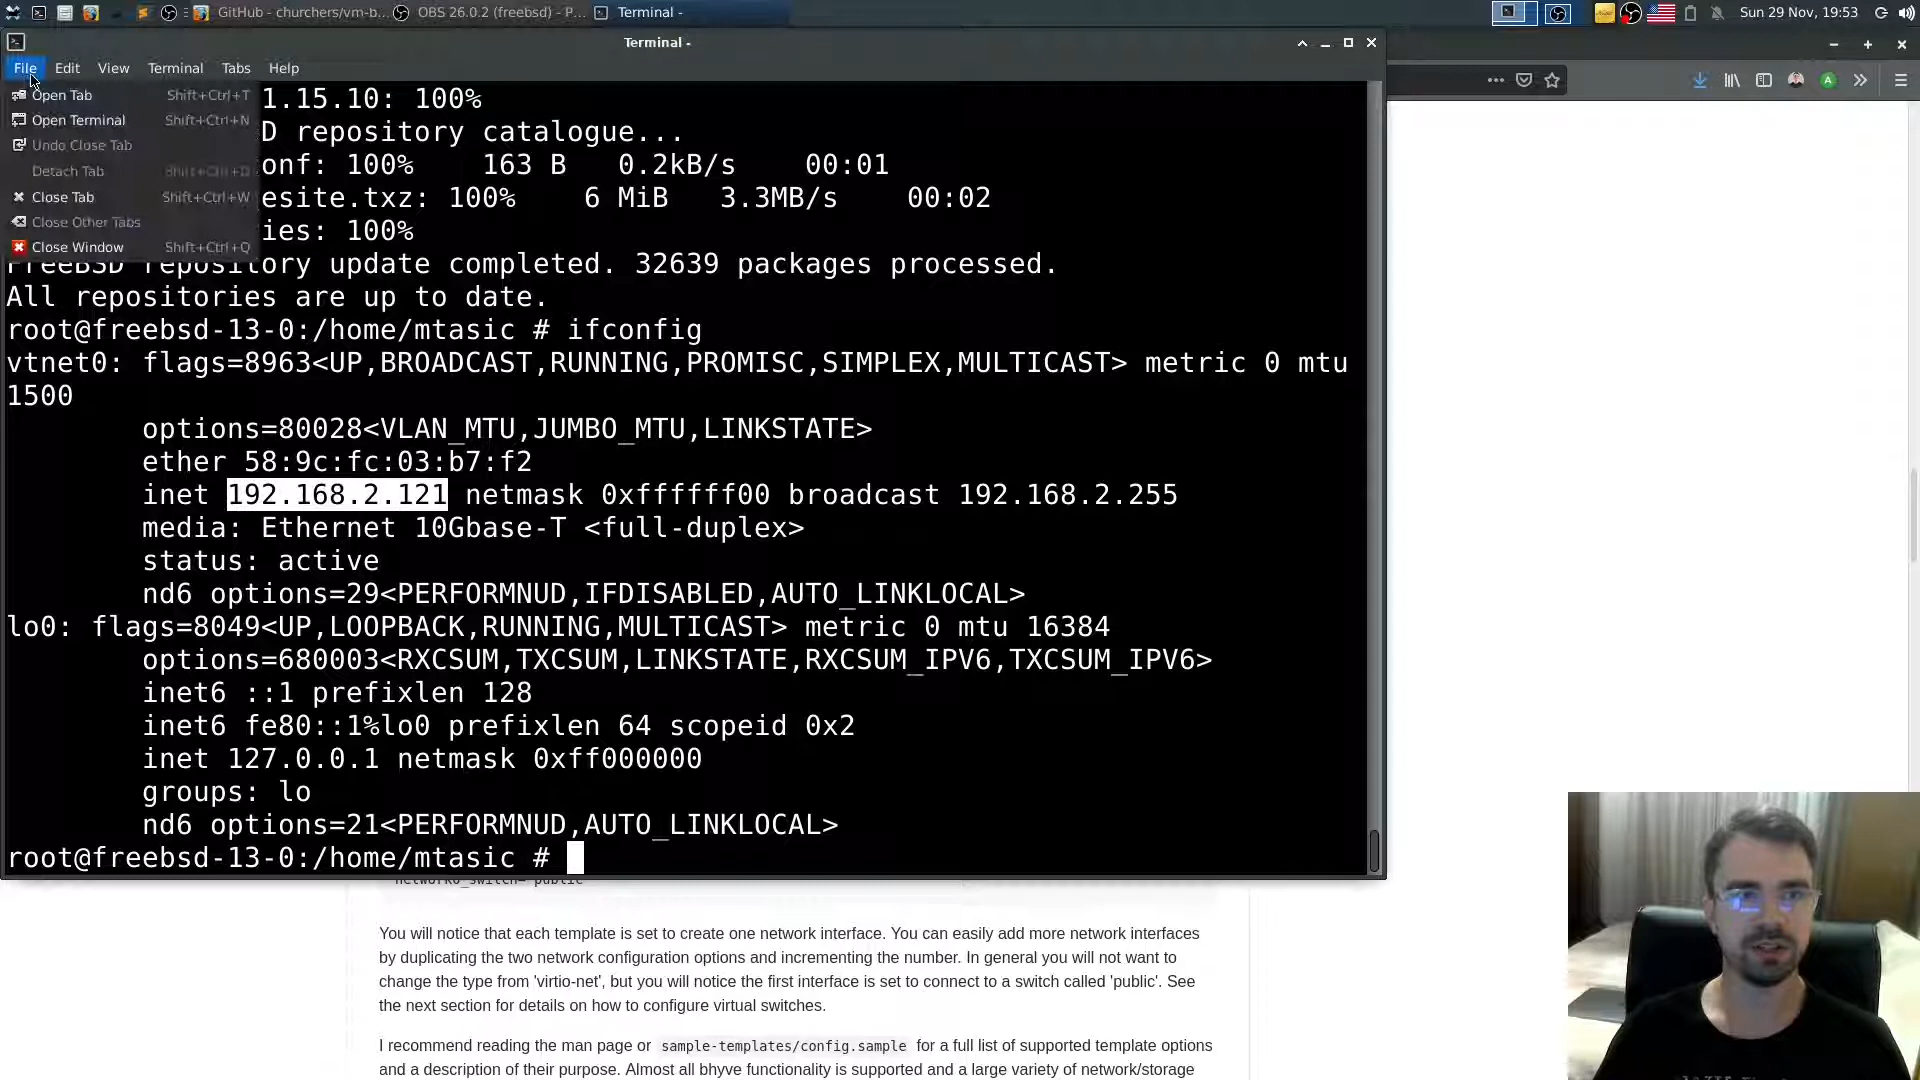 GitHub - churchers/vm-b...
OBS 26.0.2 (freebsd) - P...
Terminal -
Sun 29 Nov, 19:53
Terminal -
File Edit View Terminal Tabs Help
Open Tab Shift+Ctrl+T
Open Terminal Shift+Ctrl+N
Undo Close Tab
Detach Tab Shift+Ctrl+D
Close Tab Shift+Ctrl+W
Close Other Tabs
Close Window Shift+Ctrl+Q
1.15.10: 100%
D repository catalogue...
onf: 100% 163 B 0.2kB/s 00:01
esite.txz: 100% 6 MiB 3.3MB/s 00:02
ies: 100%
FreeBSD repository update completed. 32639 packages processed.
All repositories are up to date.
root@freebsd-13-0:/home/mtasic # ifconfig
vtnet0: flags=8963<UP,BROADCAST,RUNNING,PROMISC,SIMPLEX,MULTICAST> metric 0 mtu
1500
options=80028<VLAN_MTU,JUMBO_MTU,LINKSTATE>
ether 58:9c:fc:03:b7:f2
inet 192.168.2.121 netmask 0xffffff00 broadcast 192.168.2.255
media: Ethernet 10Gbase-T <full-duplex>
status: active
nd6 options=29<PERFORMNUD,IFDISABLED,AUTO_LINKLOCAL>
lo0: flags=8049<UP,LOOPBACK,RUNNING,MULTICAST> metric 0 mtu 16384
options=680003<RXCSUM,TXCSUM,LINKSTATE,RXCSUM_IPV6,TXCSUM_IPV6>
inet6 ::1 prefixlen 128
inet6 fe80::1%lo0 prefixlen 64 scopeid 0x2
inet 127.0.0.1 netmask 0xff000000
groups: lo
nd6 options=21<PERFORMNUD,AUTO_LINKLOCAL>
root@freebsd-13-0:/home/mtasic #
You will notice that each template is set to create one network interface. You can easily add more network interfaces
by duplicating the two network configuration options and incrementing the number. In general you will not want to
change the type from 'virtio-net', but you will notice the first interface is set to connect to a switch called 'public'. See
the next section for details on how to configure virtual switches.
I recommend reading the man page or sample-templates/config.sample for a full list of supported template options
and a description of their purpose. Almost all bhyve functionality is supported and a large variety of network/storage